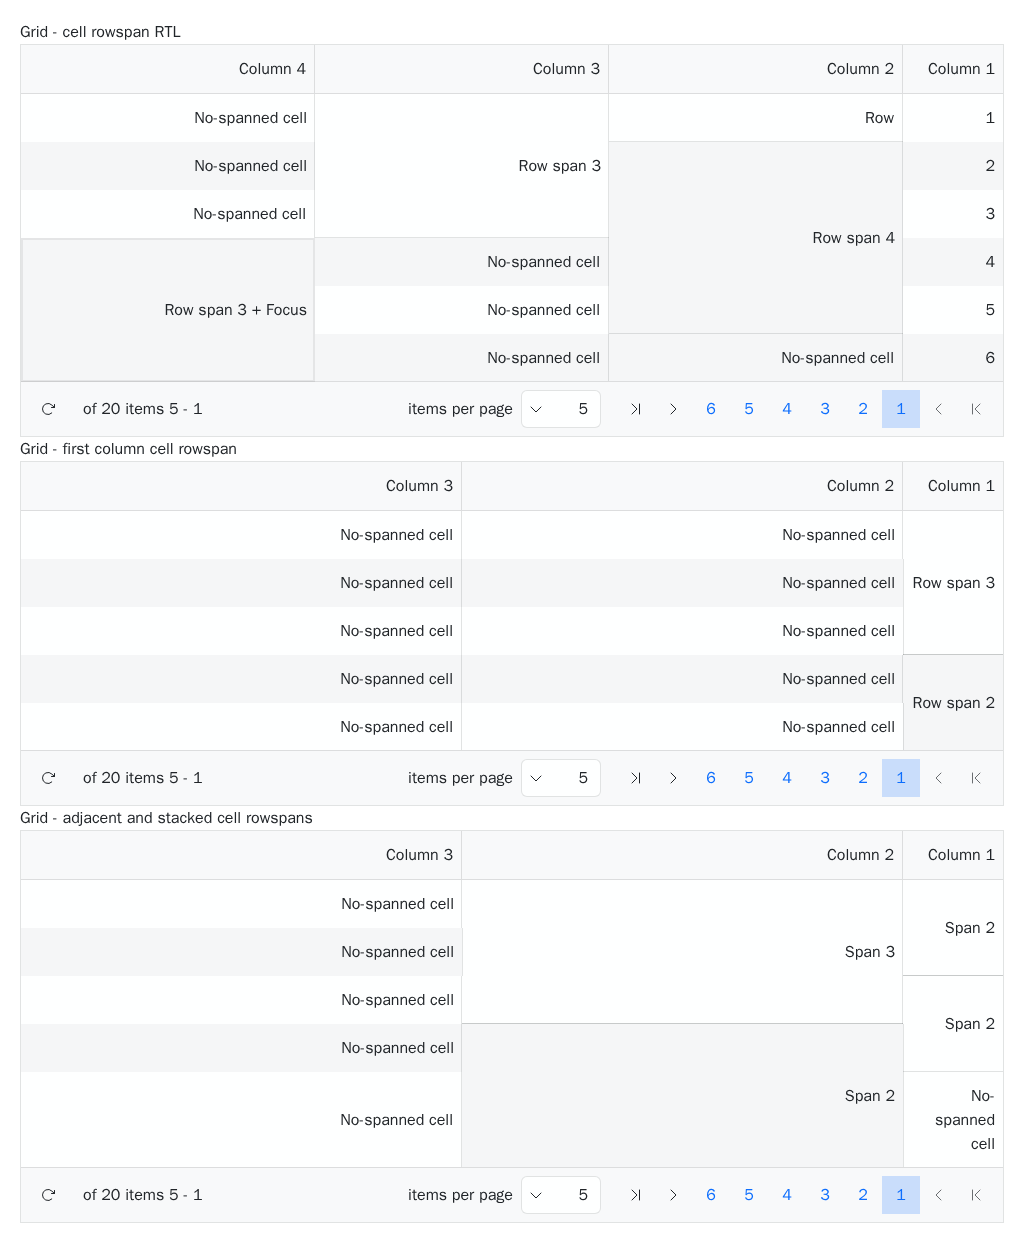 Grid - cell rowspan RTL
Column 4 Column 3 Column 2 Column 1
No-spanned cell Row 1
No-spanned cell Row span 3 2
No-spanned cell 3
Row span 4
No-spanned cell 4
Row span 3 + Focus No-spanned cell 5
No-spanned cell No-spanned cell 6
of 20 items 5 - 1 items per page 5 6 5 4 3 2 1
Grid - first column cell rowspan
Column 3 Column 2 Column 1
No-spanned cell No-spanned cell
No-spanned cell No-spanned cell Row span 3
No-spanned cell No-spanned cell
No-spanned cell No-spanned cell
Row span 2
No-spanned cell No-spanned cell
of 20 items 5 - 1 items per page 5 6 5 4 3 2 1
Grid - adjacent and stacked cell rowspans
Column 3 Column 2 Column 1
No-spanned cell
Span 2
No-spanned cell Span 3
No-spanned cell
Span 2
No-spanned cell
Span 2 No-
No-spanned cell spanned
cell
of 20 items 5 - 1 items per page 5 6 5 4 3 2 1